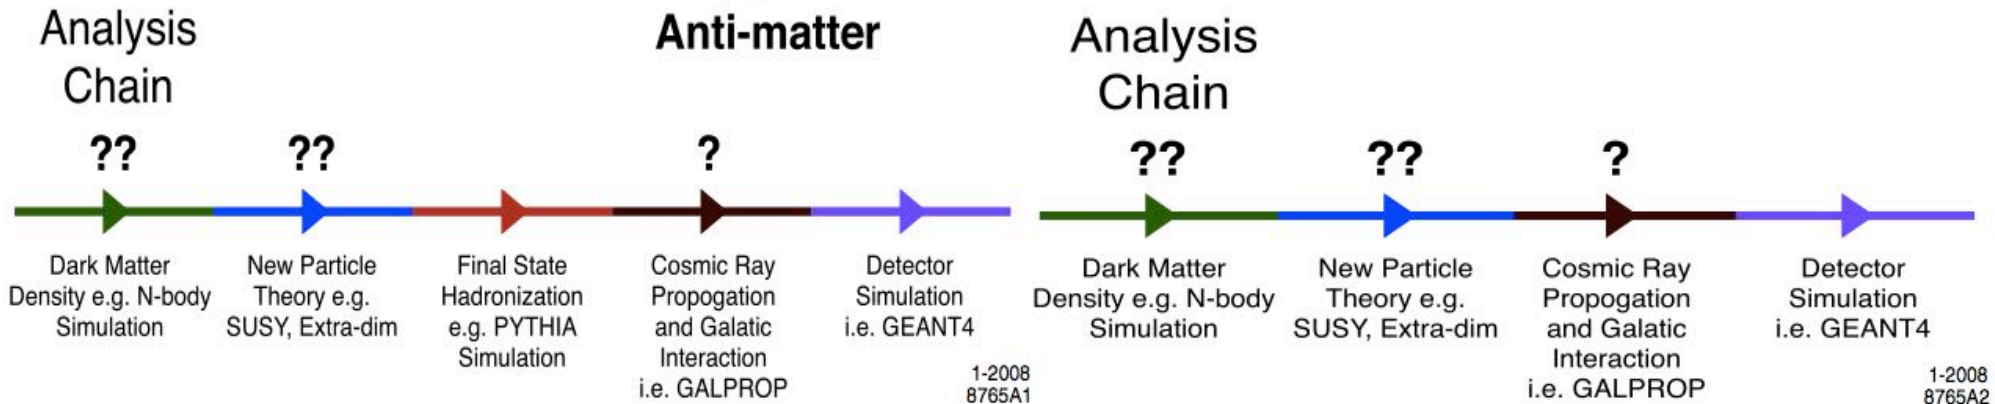 Analysis
Chain
Anti-matter
??
??
?
Dark Matter
Density e.g. N-body
Simulation
New Particle
Theory e.g.
SUSY, Extra-dim
Final State
Hadronization
e.g. PYTHIA
Simulation
Cosmic Ray
Propogation
and Galatic
Interaction
i.e. GALPROP
Detector
Simulation
i.e. GEANT4
1-2008
8765A1
Analysis
Chain
??
??
?
Dark Matter
Density e.g. N-body
Simulation
New Particle
Theory e.g.
SUSY, Extra-dim
Cosmic Ray
Propogation
and Galatic
Interaction
i.e. GALPROP
Detector
Simulation
i.e. GEANT4
1-2008
8765A2